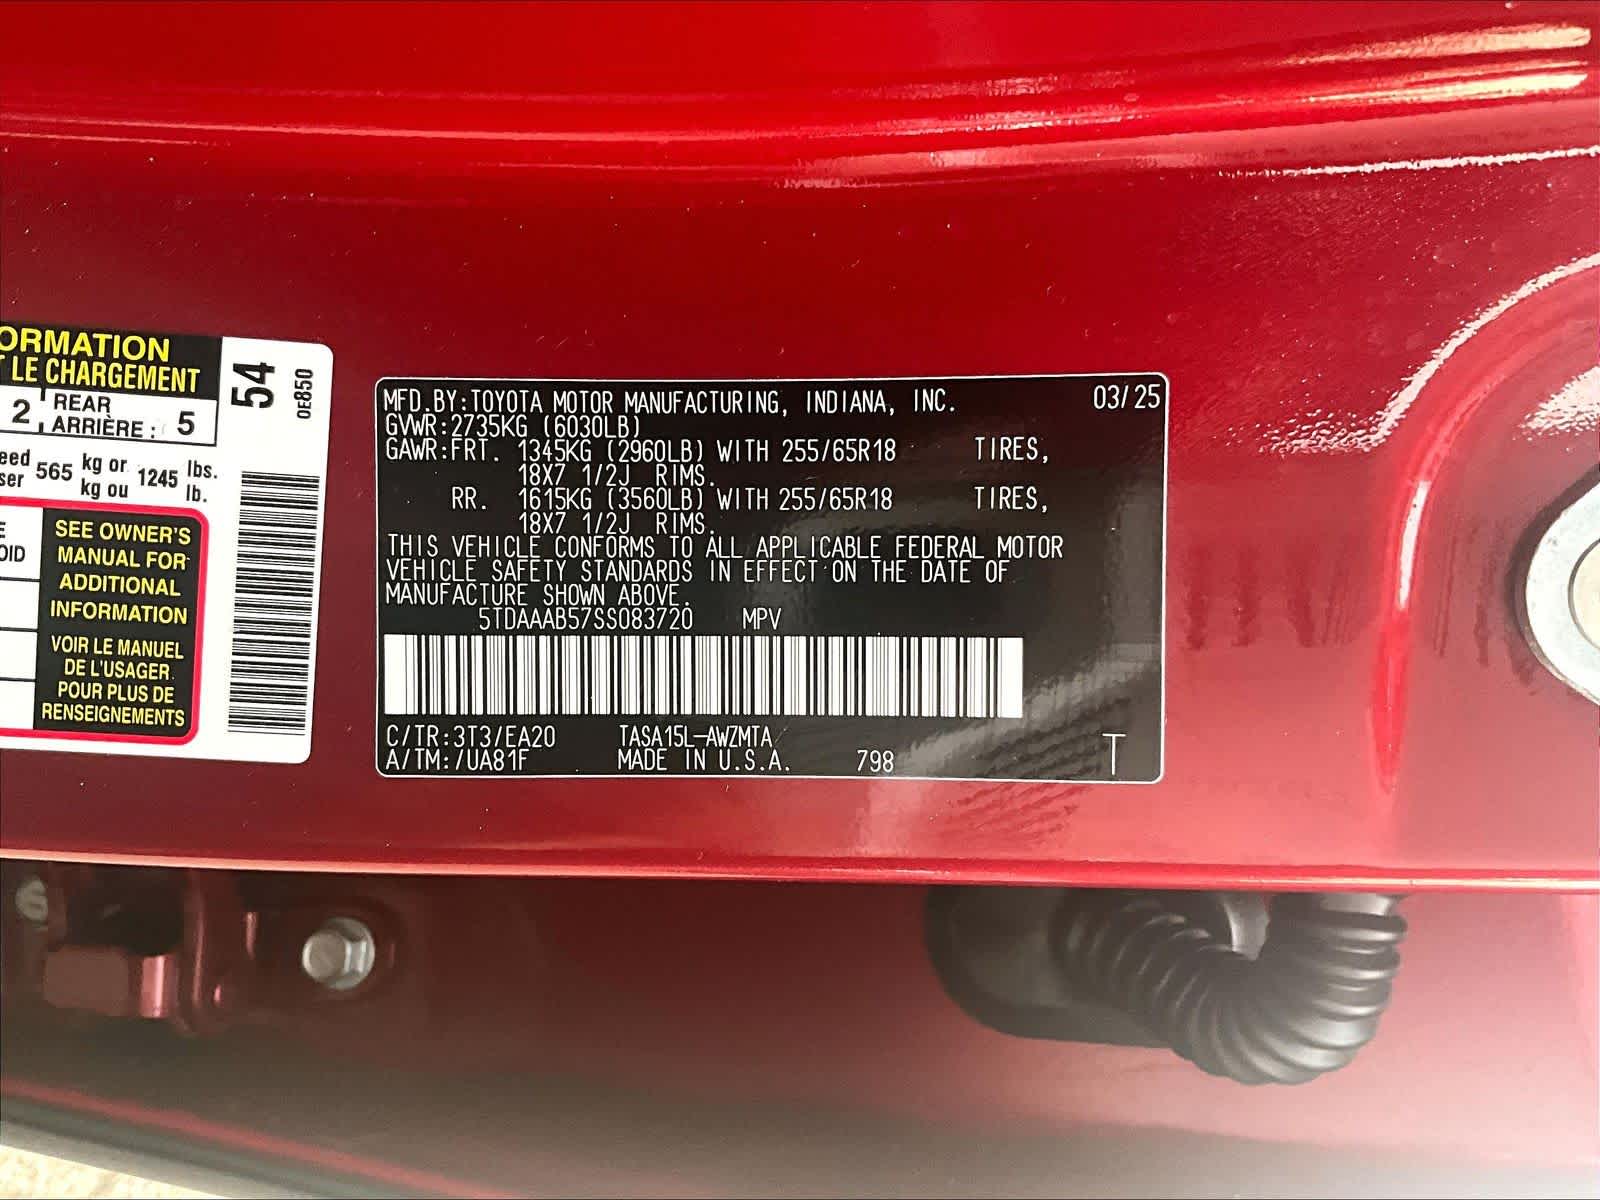 ORMATION
LE CHARGEMENT
2 REAR
ARRIÈRE : 5
eed 565 kg or 1245 lbs.
ser kg ou lb.
OID
SEE OWNER'S
MANUAL FOR
ADDITIONAL
INFORMATION
VOIR LE MANUEL
DE L'USAGER
POUR PLUS DE
RENSEIGNEMENTS
54
0E850
MFD.BY:TOYOTA MOTOR MANUFACTURING, INDIANA, INC. 03/25
GVWR:2735KG (6030LB)
GAWR:FRT. 1345KG (2960LB) WITH 255/65R18 TIRES,
18X7 1/2J RIMS.
RR. 1615KG (3560LB) WITH 255/65R18 TIRES,
18X7 1/2J RIMS.
THIS VEHICLE CONFORMS TO ALL APPLICABLE FEDERAL MOTOR
VEHICLE SAFETY STANDARDS IN EFFECT ON THE DATE OF
MANUFACTURE SHOWN ABOVE.
5TDAAAB57SS083720 MPV
C/TR:3T3/EA20 TASA15L-AWZMTA
A/TM:/UA81F MADE IN U.S.A. 798 T